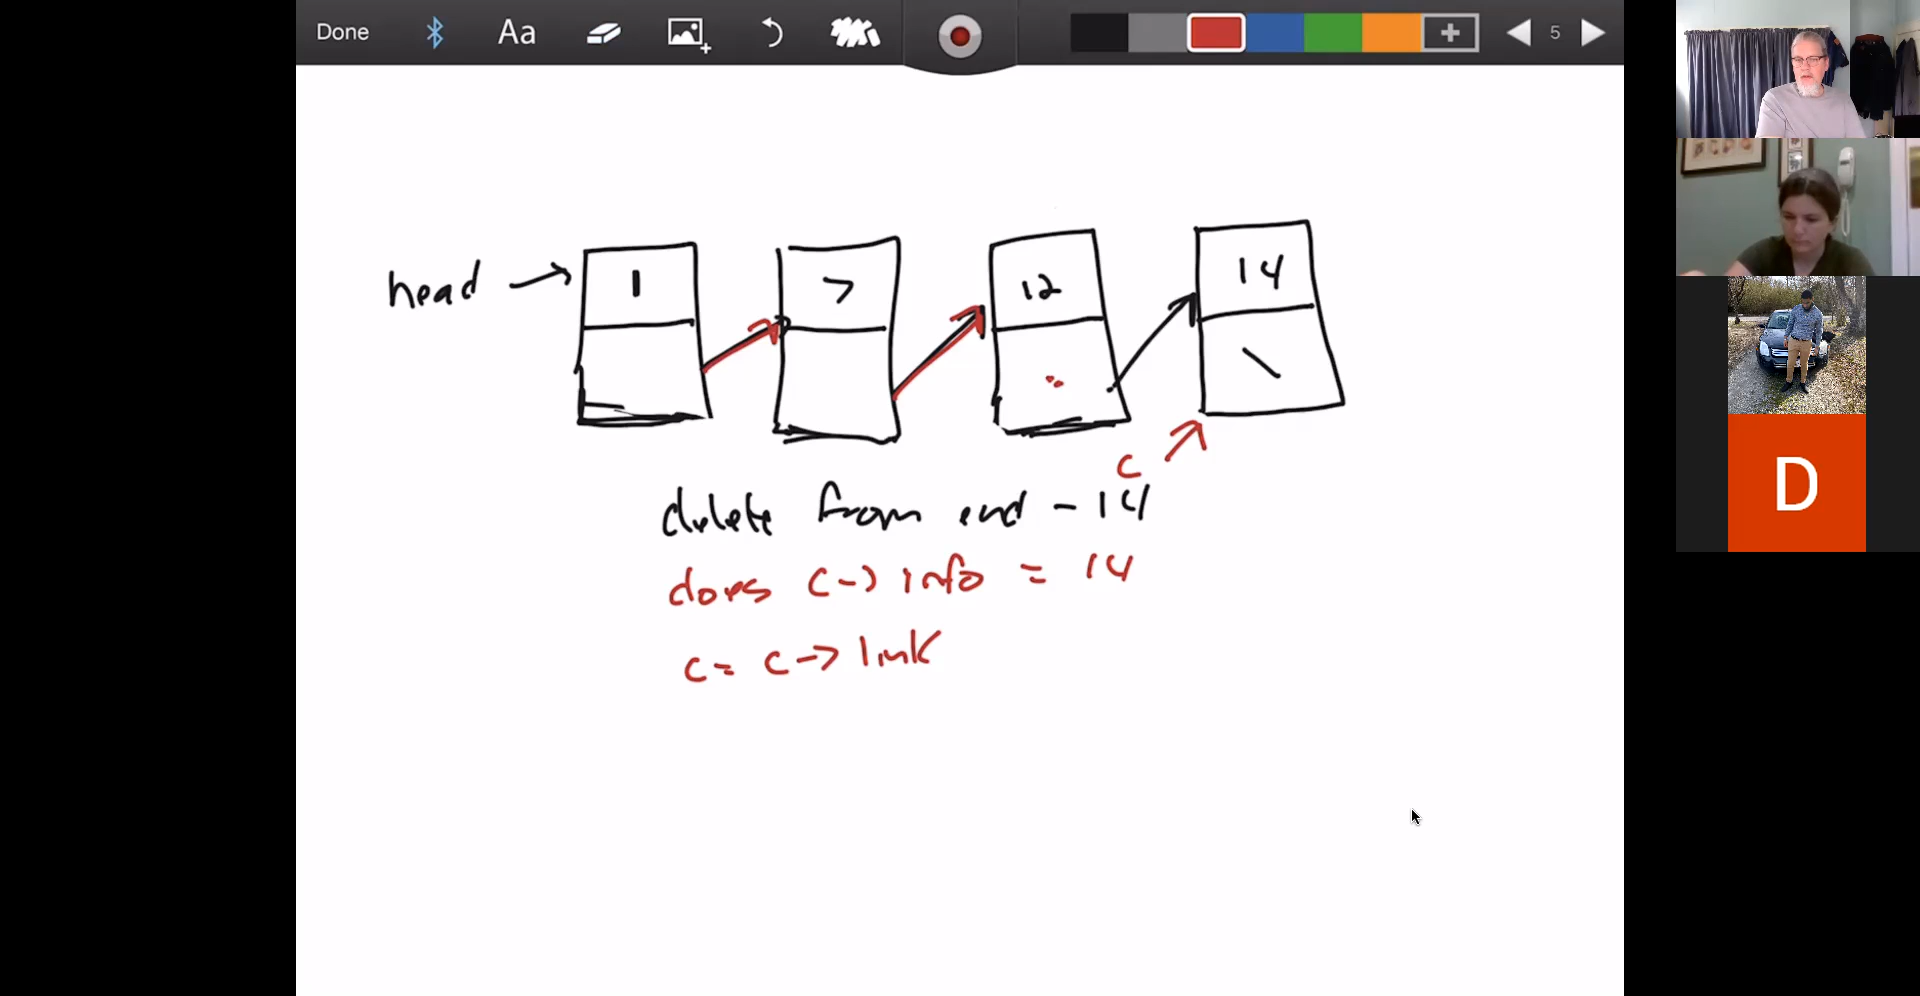 Done Aa 5
head 1 7 12 14
c
delete from end - 14
does c-> info = 14
c = c -> link
D